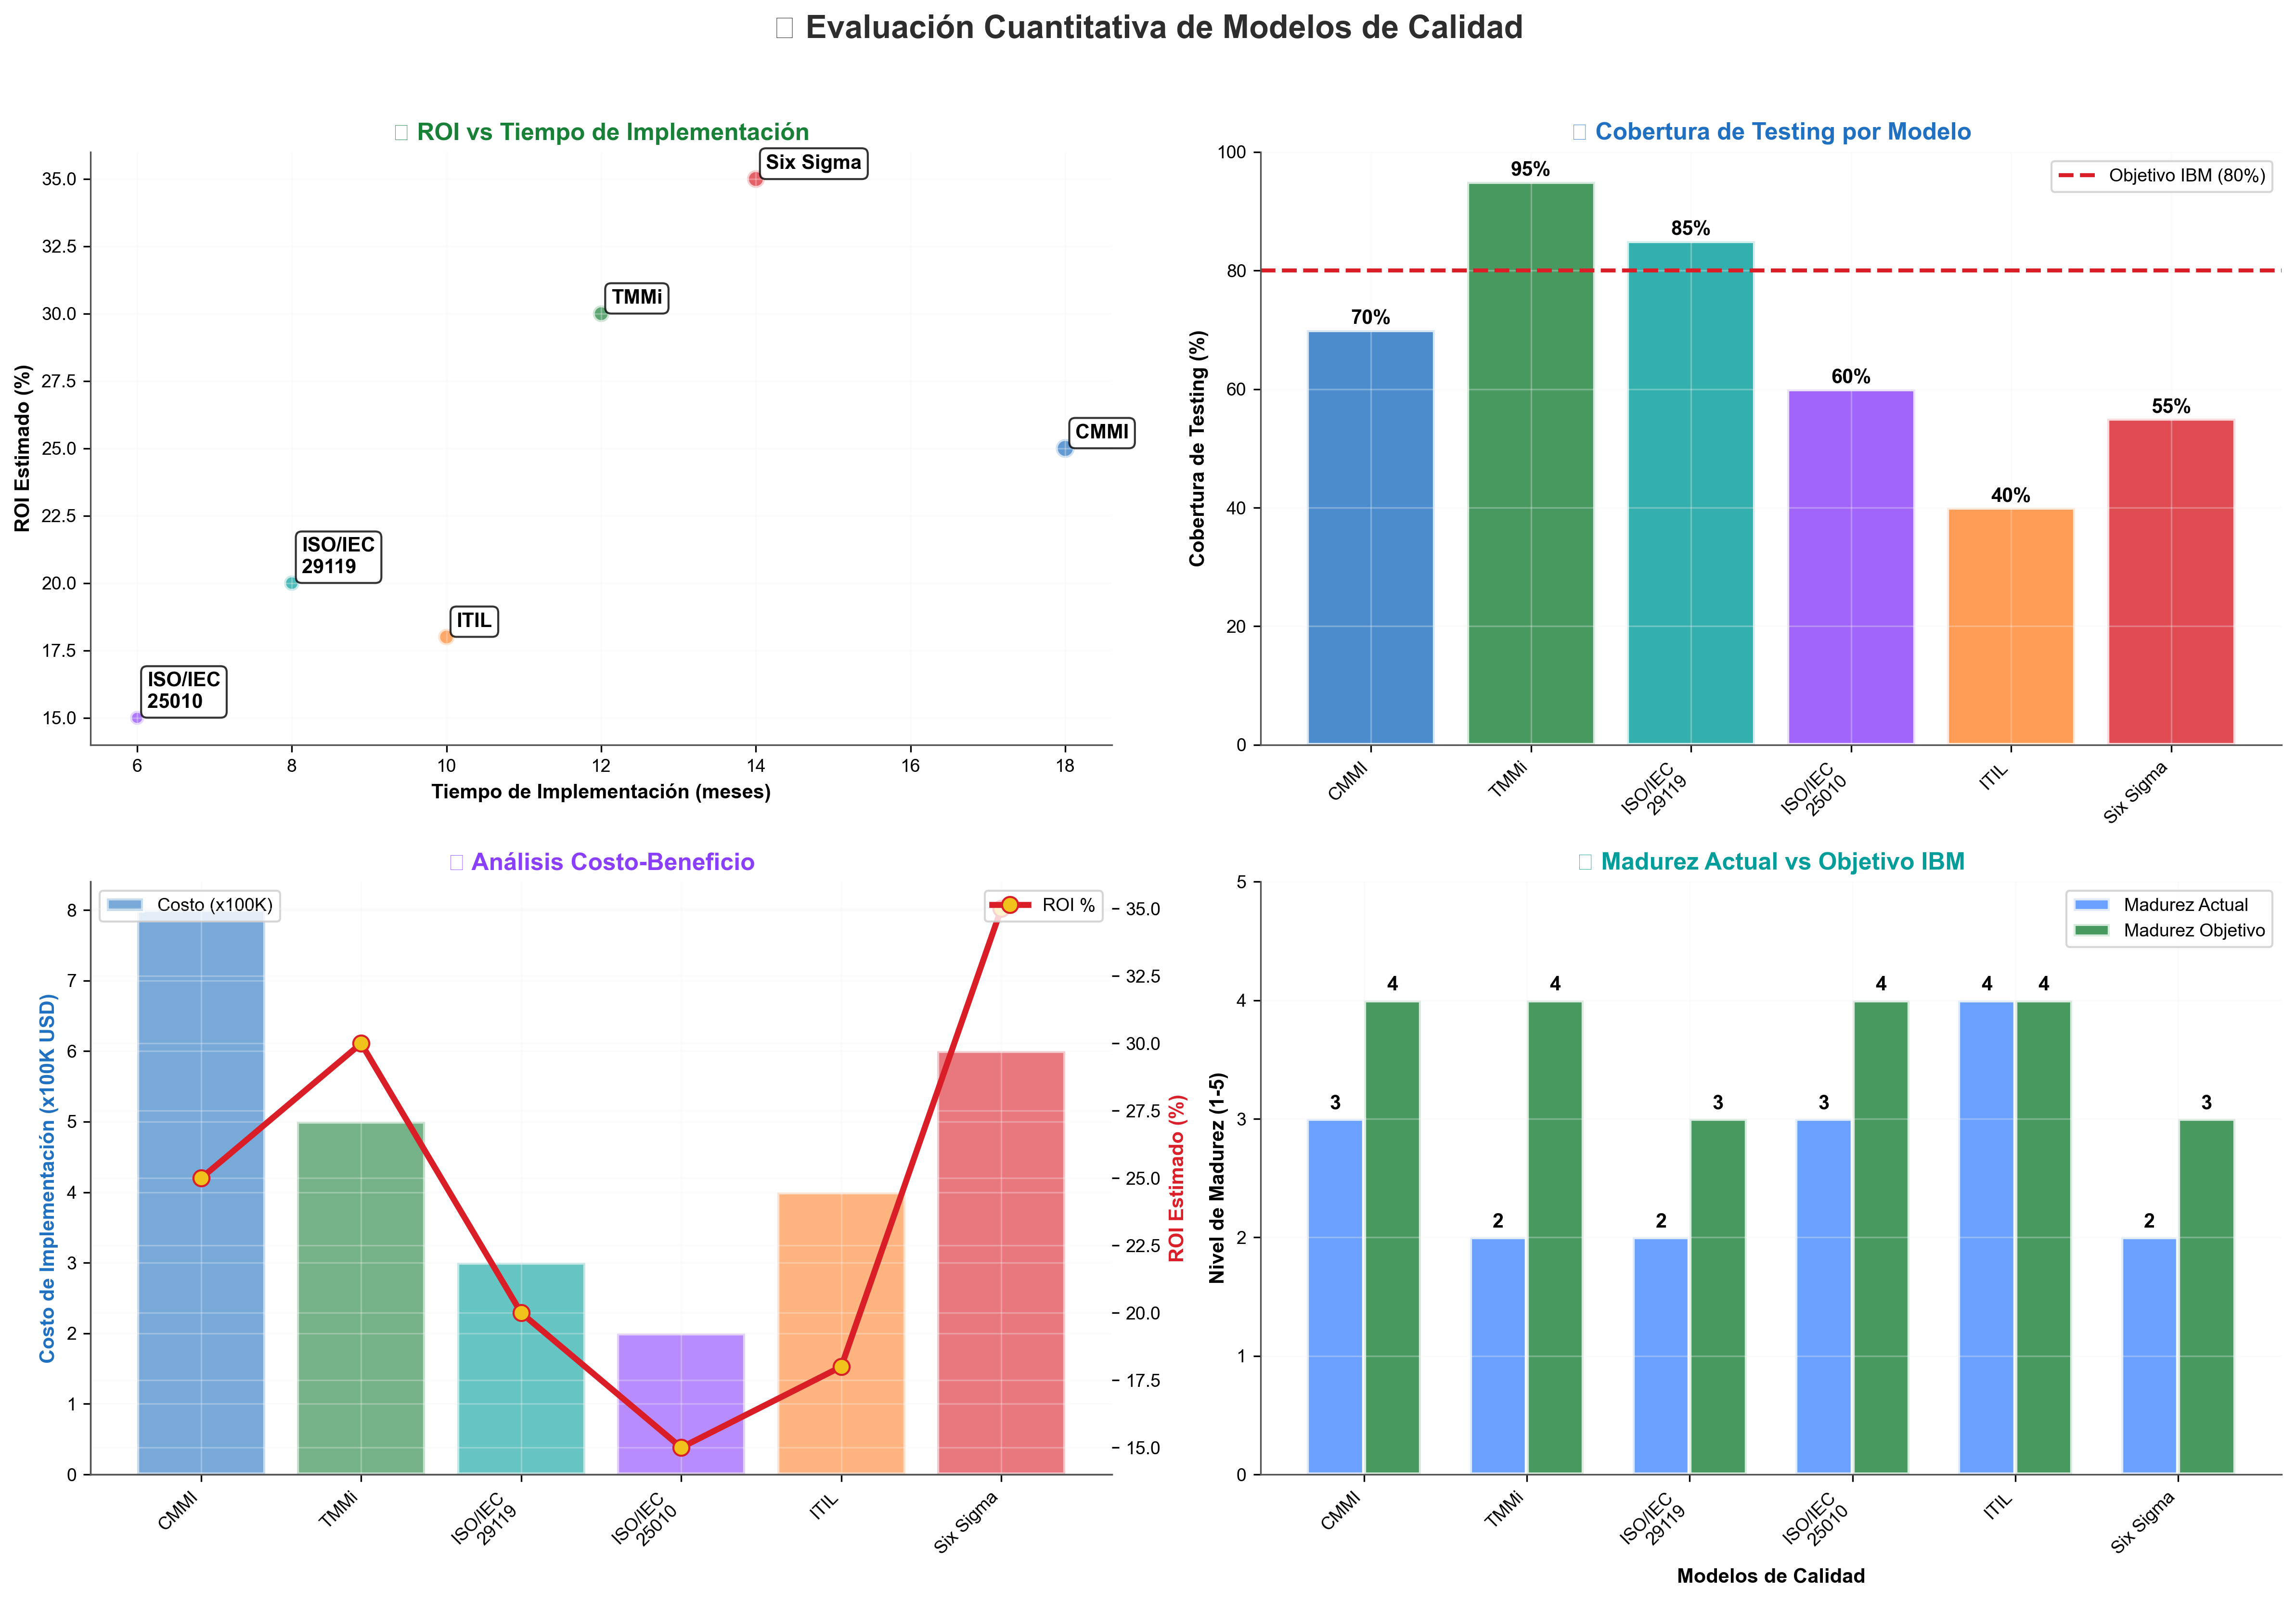 Evaluación Cuantitativa de Modelos de Calidad
ROI vs Tiempo de Implementación
ROI Estimado (%)
35.0
32.5
30.0
27.5
25.0
22.5
20.0
17.5
15.0
Six Sigma
TMMi
CMMI
ISO/IEC
29119
ITIL
ISO/IEC
25010
6
8
10
12
14
16
18
Tiempo de Implementación (meses)
Cobertura de Testing por Modelo
Cobertura de Testing (%)
100
80
60
40
20
0
Objetivo IBM (80%)
70%
95%
85%
60%
40%
55%
CMMI
TMMi
ISO/IEC
29119
ISO/IEC
25010
ITIL
Six Sigma
Análisis Costo-Beneficio
Costo de Implementación (x100K USD)
8
7
6
5
4
3
2
1
0
Costo (x100K)
ROI %
35.0
32.5
30.0
27.5
25.0
22.5
20.0
17.5
15.0
ROI Estimado (%)
CMMI
TMMi
ISO/IEC
29119
ISO/IEC
25010
ITIL
Six Sigma
Madurez Actual vs Objetivo IBM
Nivel de Madurez (1-5)
5
4
3
2
1
0
Madurez Actual
Madurez Objetivo
3
4
2
4
2
3
3
4
4
4
2
3
CMMI
TMMi
ISO/IEC
29119
ISO/IEC
25010
ITIL
Six Sigma
Modelos de Calidad